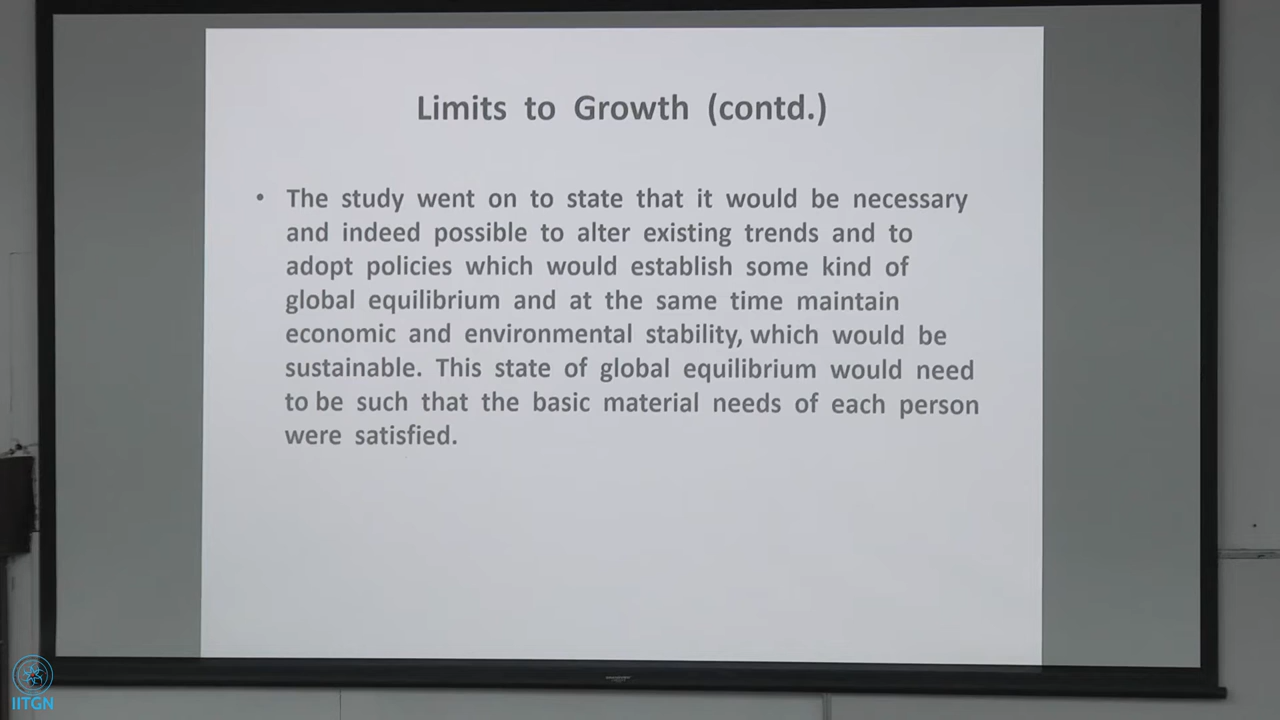 Limits to Growth (contd.)
• The study went on to state that it would be necessary
and indeed possible to alter existing trends and to
adopt policies which would establish some kind of
global equilibrium and at the same time maintain
economic and environmental stability, which would be
sustainable. This state of global equilibrium would need
to be such that the basic material needs of each person
were satisfied.
IITGN